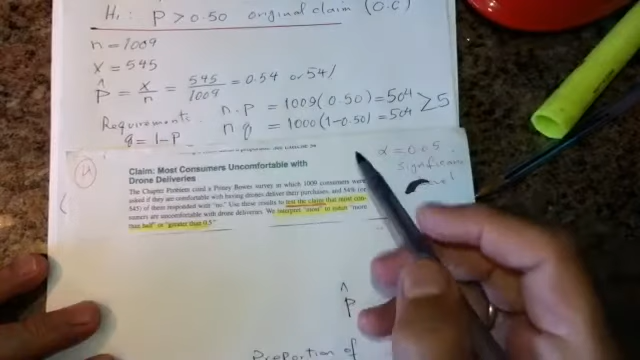 H₁: P > 0.50 original claim (O.C)
n = 1009
x = 545
p̂ = x/n = 545/1009 = 0.54 or 54%
Requirements: n.p = 1009(0.50) = 504 ≥ 5
q = 1-P n q = 1000(1-0.50) = 504
α = 0.05
Claim: Most Consumers Uncomfortable with
Drone Deliveries
The Chapter Problem cited a Pitney Bowes survey in which 1009 consumers were
asked if they are comfortable with having drones deliver their purchases, and 54% (or
545) of them responded with "no." Use these results to test the claim that most con-
sumers are uncomfortable with drone deliveries. We interpret "most" to mean "more
than half" or "greater than 0.5."
p̂
Proportion of